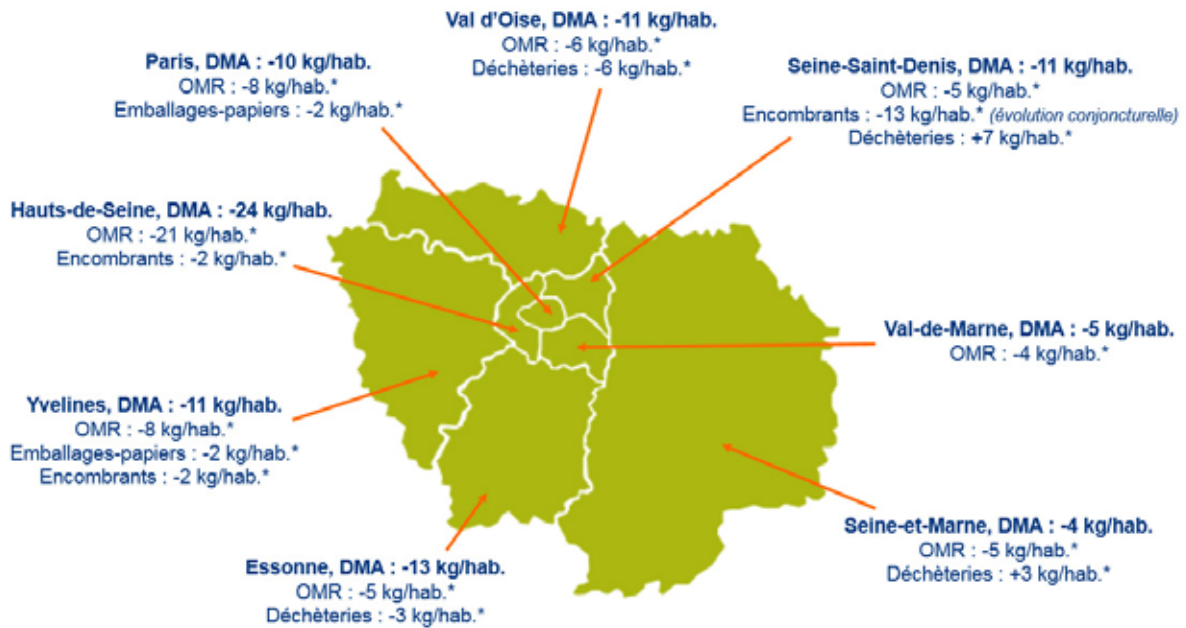 Val d’Oise, DMA : -11 kg/hab.
OMR : -6 kg/hab.*
Déchèteries : -6 kg/hab.*
Paris, DMA : -10 kg/hab.
OMR : -8 kg/hab.*
Emballages-papiers : -2 kg/hab.*
Seine-Saint-Denis, DMA : -11 kg/hab.
OMR : -5 kg/hab.*
Encombrants : -13 kg/hab.* (évolution conjoncturelle)
Déchèteries : +7 kg/hab.*
Hauts-de-Seine, DMA : -24 kg/hab.
OMR : -21 kg/hab.*
Encombrants : -2 kg/hab.*
Val-de-Marne, DMA : -5 kg/hab.
OMR : -4 kg/hab.*
Yvelines, DMA : -11 kg/hab.
OMR : -8 kg/hab.*
Emballages-papiers : -2 kg/hab.*
Encombrants : -2 kg/hab.*
Seine-et-Marne, DMA : -4 kg/hab.
OMR : -5 kg/hab.*
Déchèteries : +3 kg/hab.*
Essonne, DMA : -13 kg/hab.
OMR : -5 kg/hab.*
Déchèteries : -3 kg/hab.*